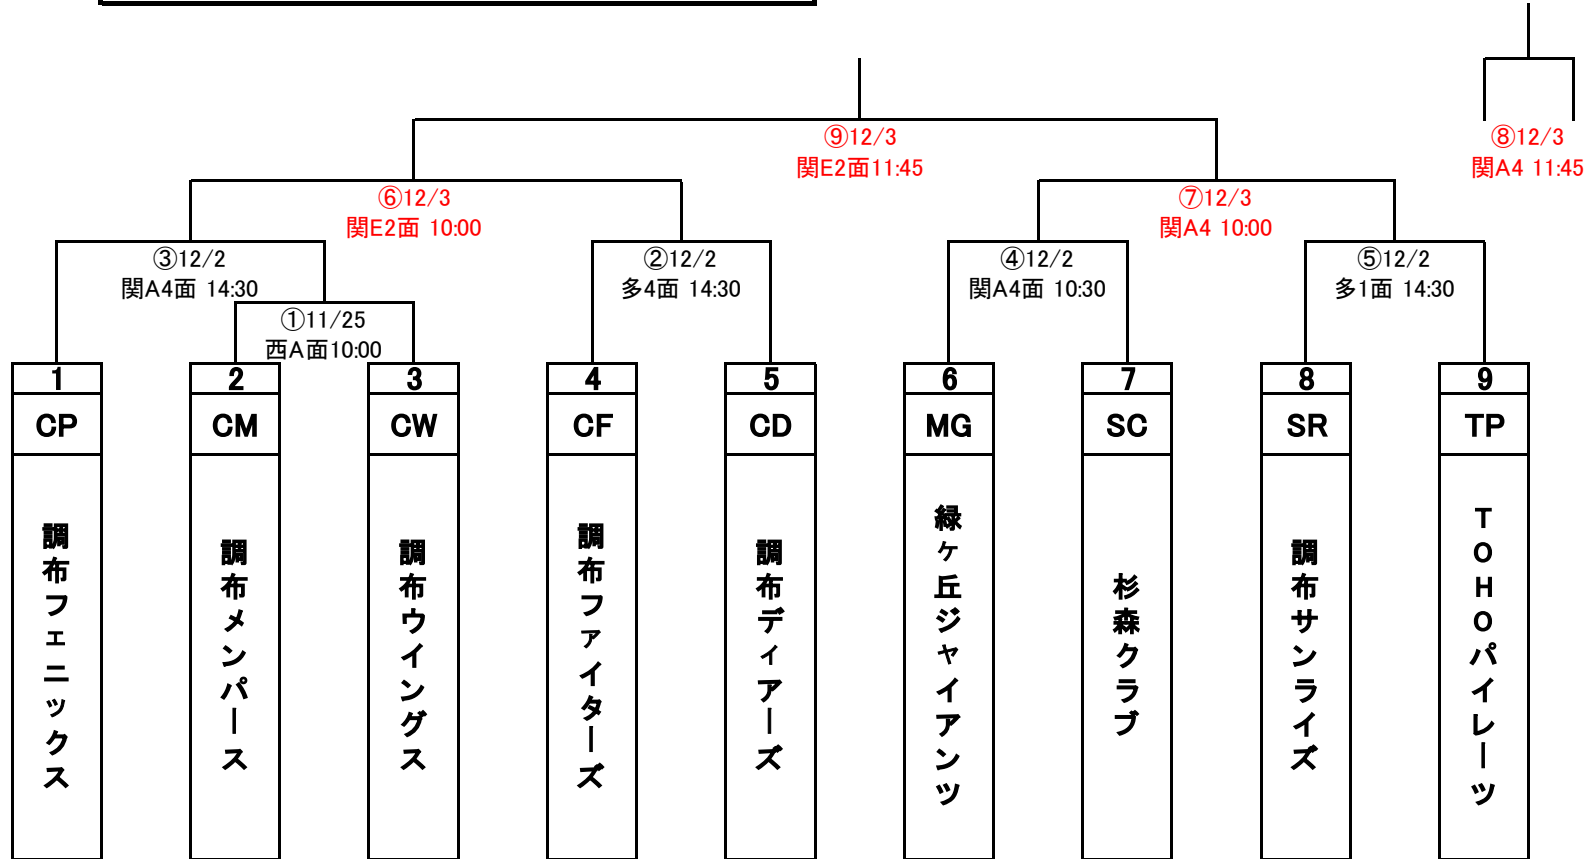 ⑨12/3
関E2面11:45
⑧12/3
関A4 11:45
⑥12/3
関E2面 10:00
⑦12/3
関A4 10:00
③12/2
関A4面 14:30
②12/2
多4面 14:30
④12/2
関A4面 10:30
⑤12/2
多1面 14:30
①11/25
西A面10:00
1
2
3
4
5
6
7
8
9
CP
CM
CW
CF
CD
MG
SC
SR
TP
調布フェニックス
調布メンパース
調布ウイングス
調布ファイターズ
調布ディアーズ
緑ヶ丘ジャイアンツ
杉森クラブ
調布サンライズ
TOHOパイレーツ